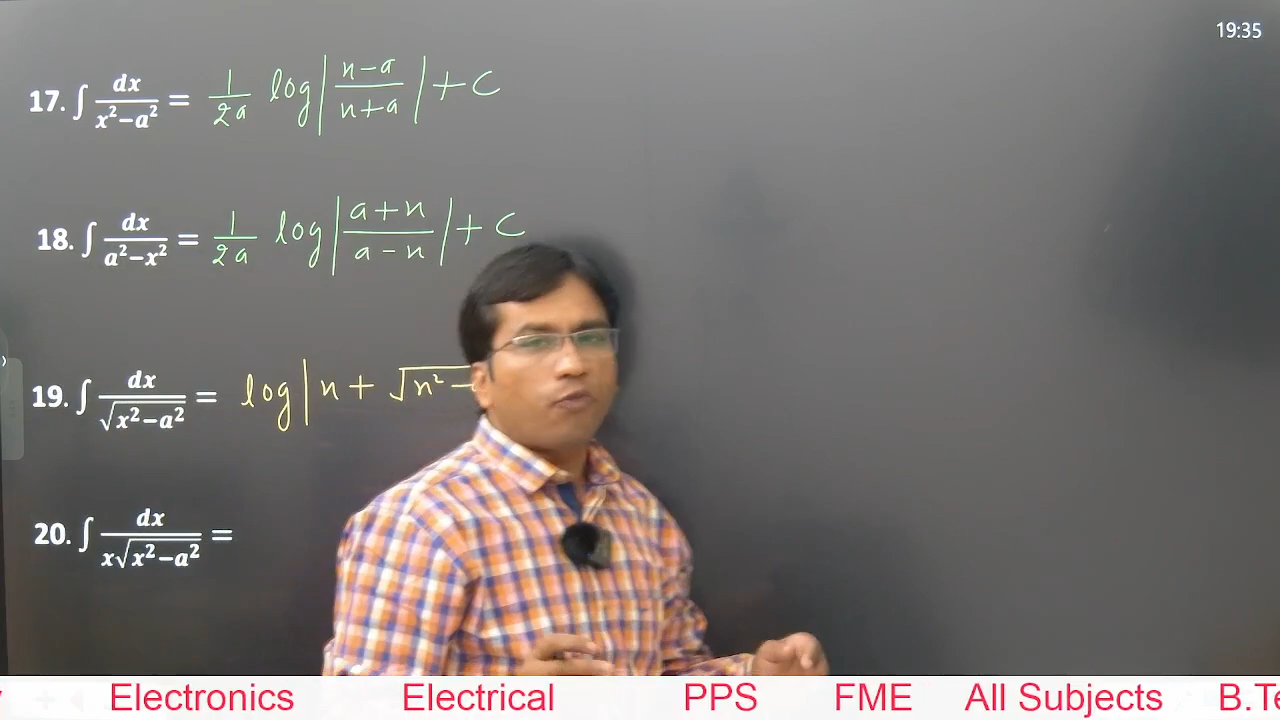 19:35
17. ∫ dx / (x²−a²) = 1/2a log |x−a / x+a| + C
18. ∫ dx / (a²−x²) = 1/2a log |a+x / a−x| + C
19. ∫ dx / √(x²−a²) = log |x + √x² −
20. ∫ dx / x√(x²−a²) =
Electronics Electrical PPS FME All Subjects B.Te